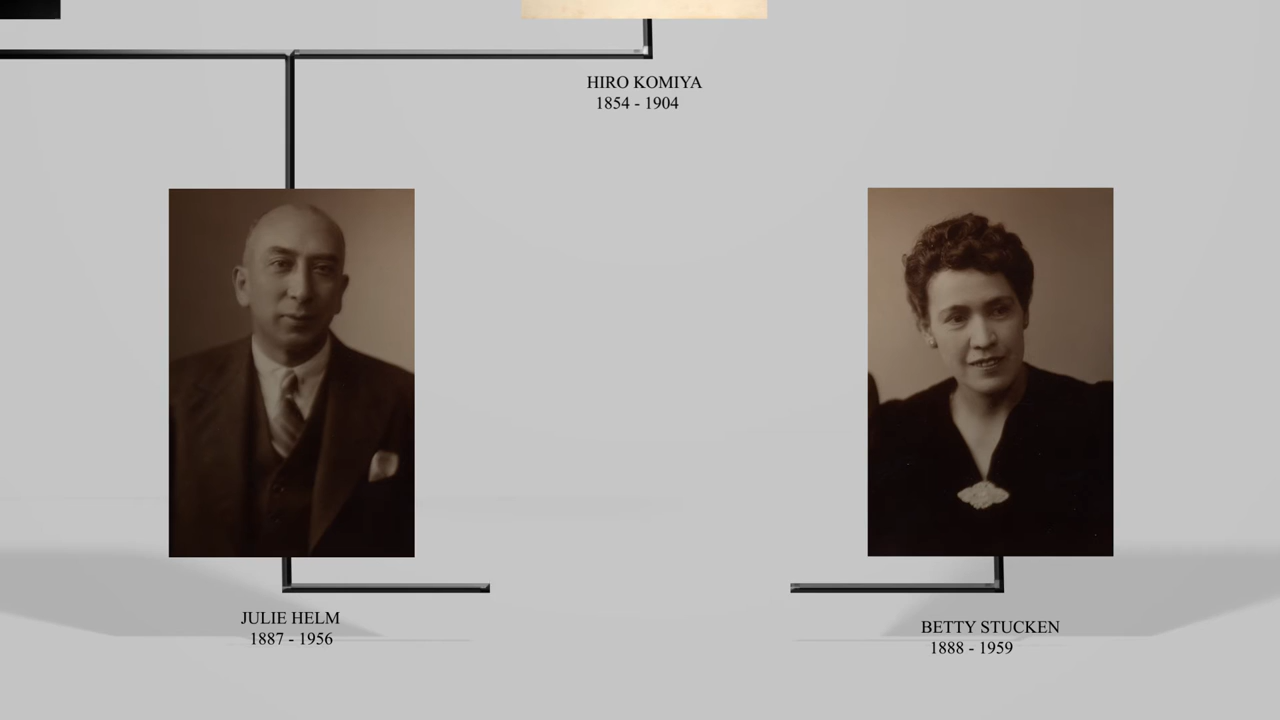 HIRO KOMIYA
1854 - 1904
JULIE HELM
1887 - 1956
BETTY STUCKEN
1888 - 1959